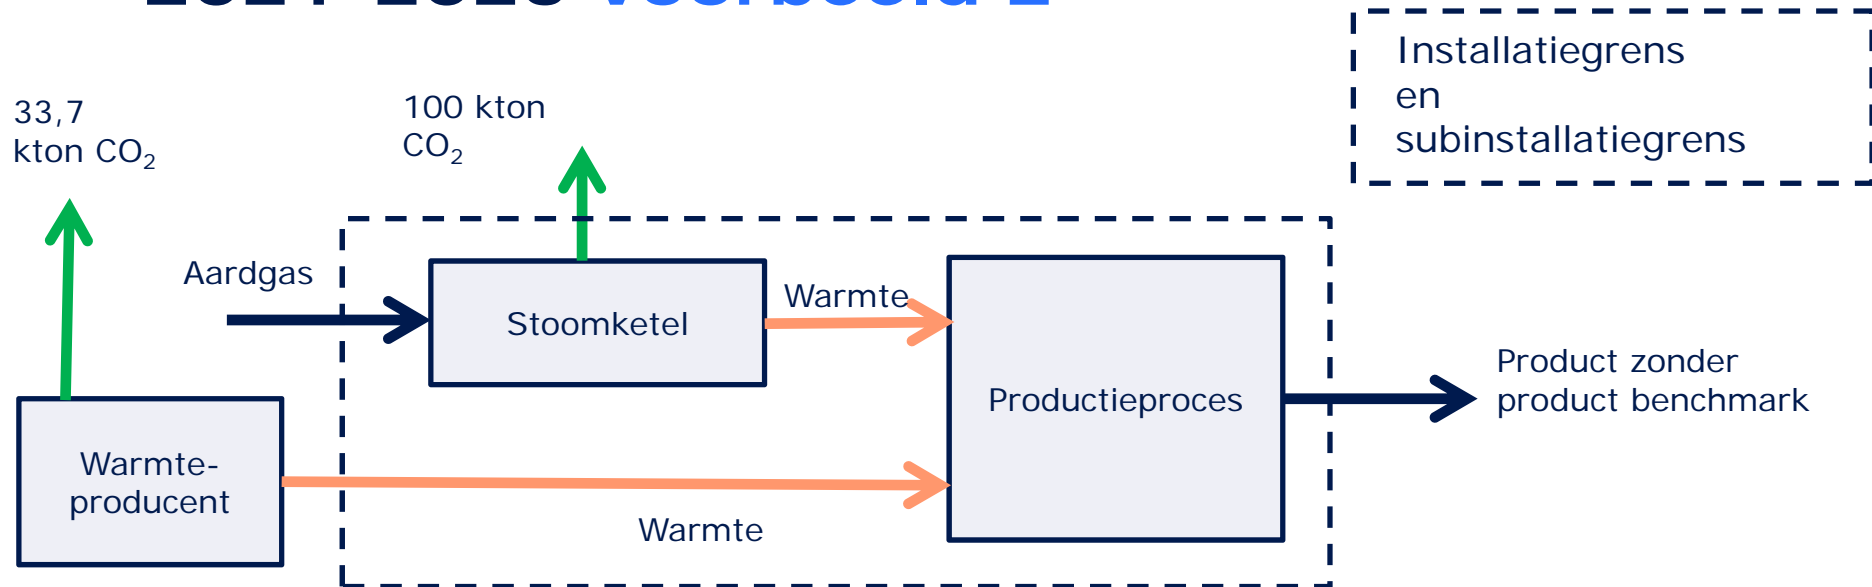 Installatiegrens
en
subinstallatiegrens
33,7
kton CO₂
100 kton
CO₂
Aardgas
Stoomketel
Warmte
Productieproces
Product zonder
product benchmark
Warmte-
producent
Warmte